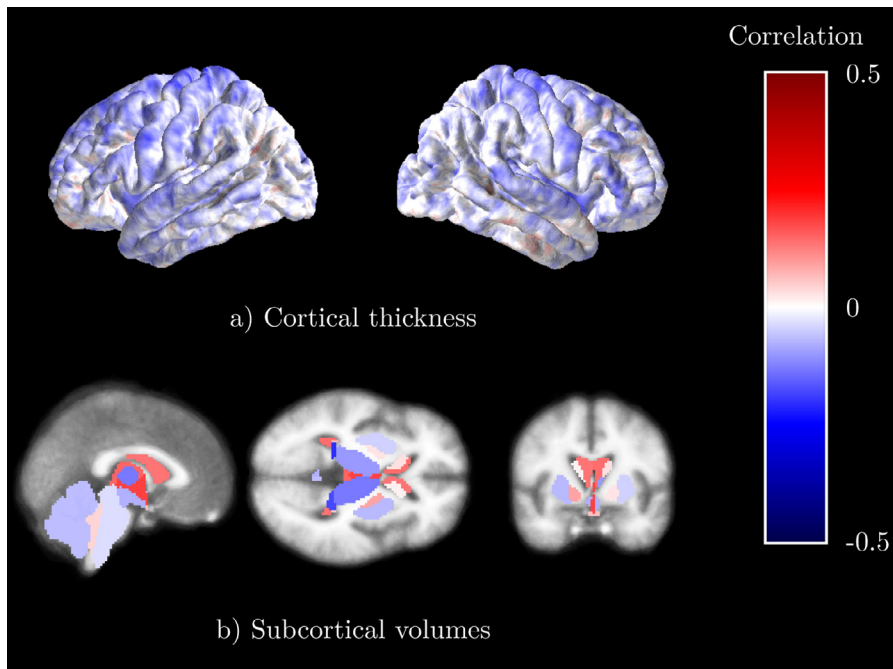 Correlation
0.5
a) Cortical thickness
0
-0.5
b) Subcortical volumes